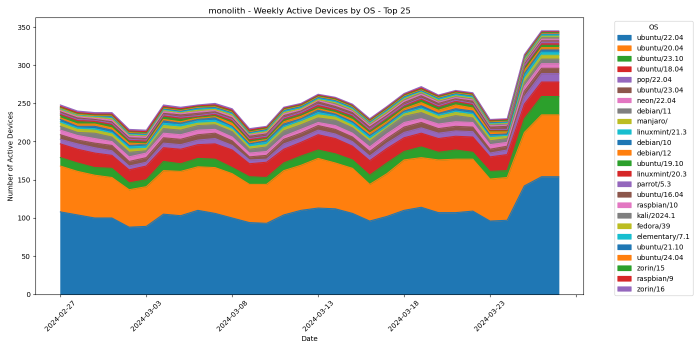 monolith - Weekly Active Devices by OS - Top 25
Number of Active Devices
350
300
250
200
150
100
50
0
2024-02-27
2024-03-03
2024-03-08
2024-03-13
2024-03-18
2024-03-23
Date
OS
ubuntu/22.04
ubuntu/20.04
ubuntu/23.10
ubuntu/18.04
pop/22.04
ubuntu/23.04
neon/22.04
debian/11
manjaro/
linuxmint/21.3
debian/10
debian/12
ubuntu/19.10
linuxmint/20.3
parrot/5.3
ubuntu/16.04
raspbian/10
kali/2024.1
fedora/39
elementary/7.1
ubuntu/21.10
ubuntu/24.04
zorin/15
raspbian/9
zorin/16